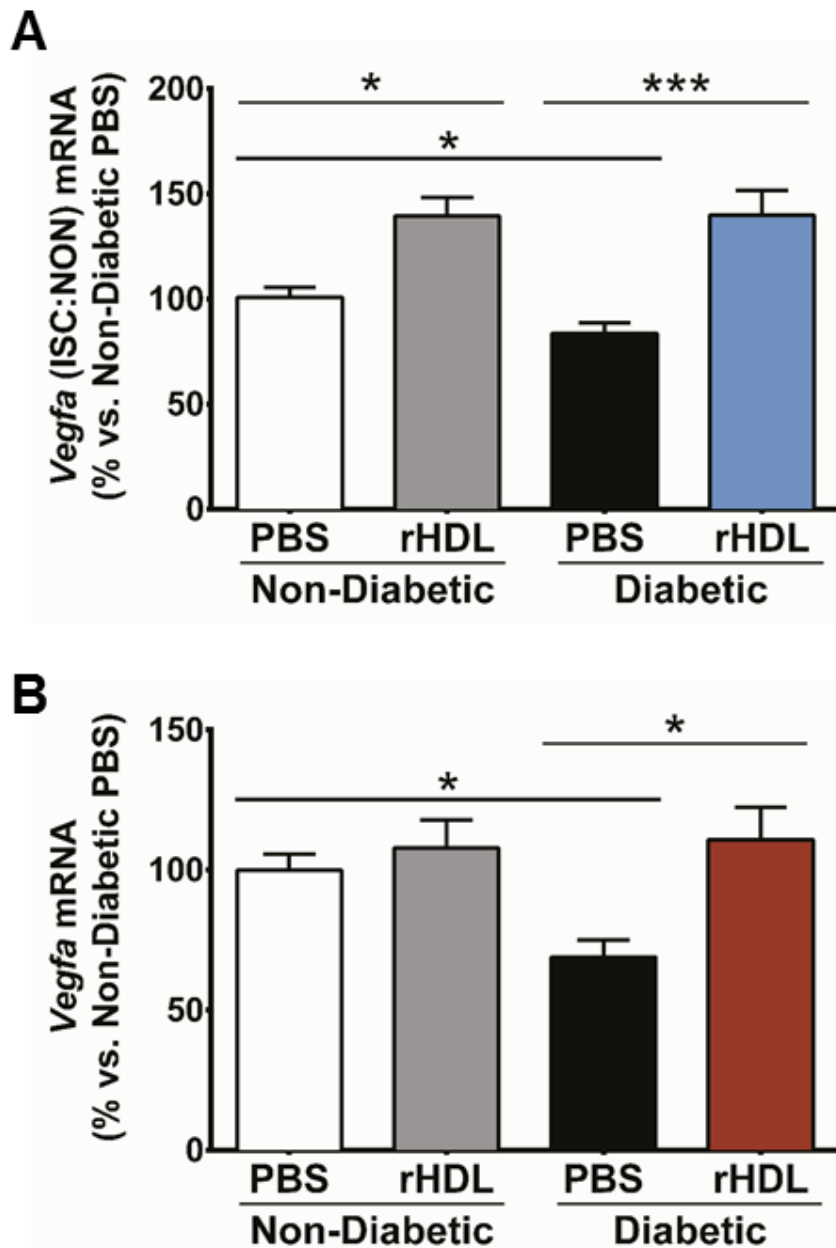 A
Vegfa (ISC:NON) mRNA
(% vs. Non-Diabetic PBS)
200
150
100
50
0
*
***
*
PBS rHDL PBS rHDL
Non-Diabetic Diabetic
B
Vegfa mRNA
(% vs. Non-Diabetic PBS)
150
100
50
0
*
*
PBS rHDL PBS rHDL
Non-Diabetic Diabetic